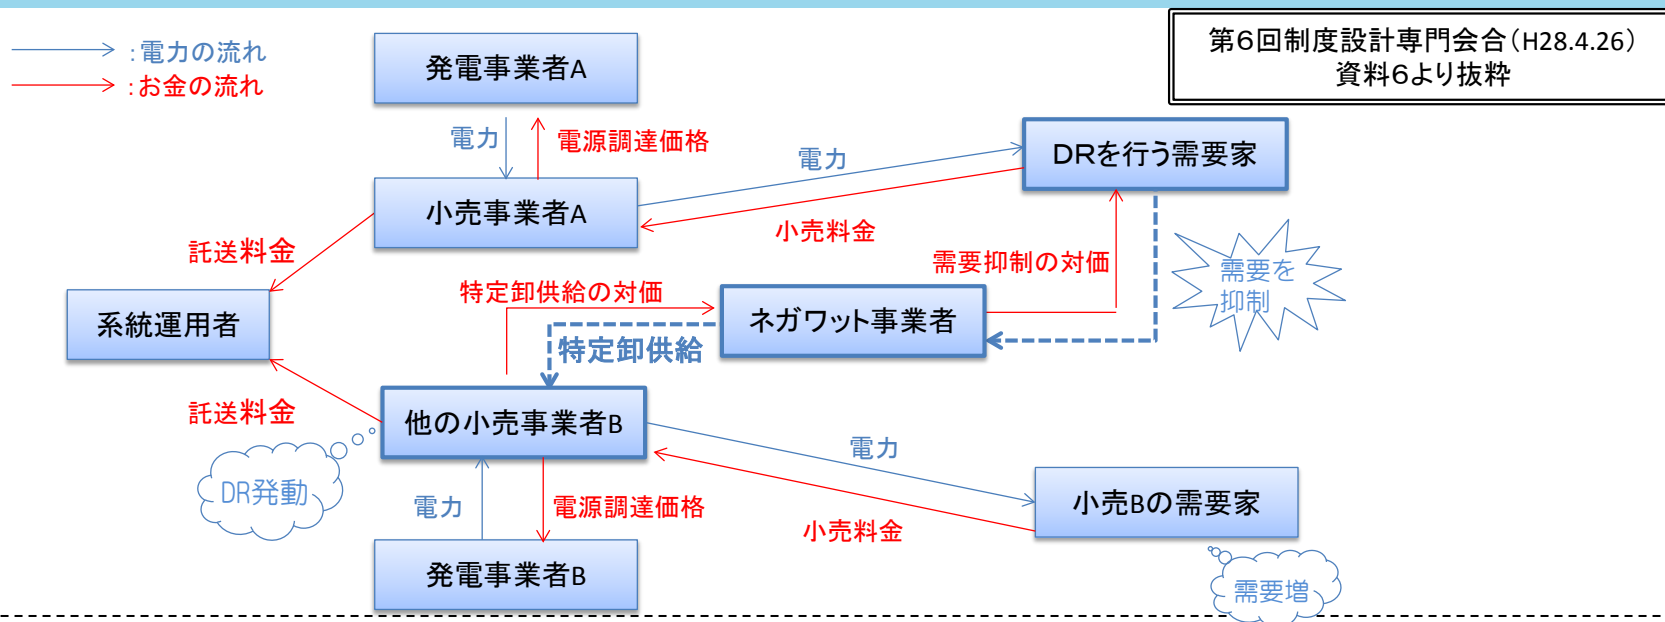 :電力の流れ
:お金の流れ
第6回制度設計専門会合(H28.4.26)
資料6より抜粋
発電事業者A
電力
電源調達価格
小売事業者A
電力
小売料金
DRを行う需要家
託送料金
需要抑制の対価
需要を
抑制
特定卸供給の対価
ネガワット事業者
系統運用者
特定卸供給
託送料金
他の小売事業者B
DR発動
電力
小売料金
小売Bの需要家
電力
電源調達価格
発電事業者B
需要増